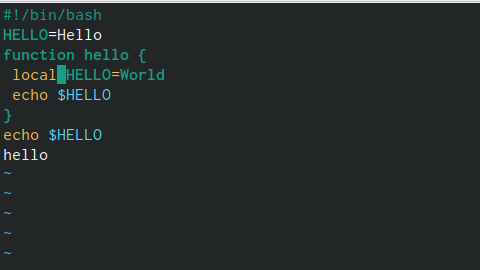 #!/bin/bash
HELLO=Hello
function hello {
 local HELLO=World
 echo $HELLO
}
echo $HELLO
hello
~
~
~
~
~